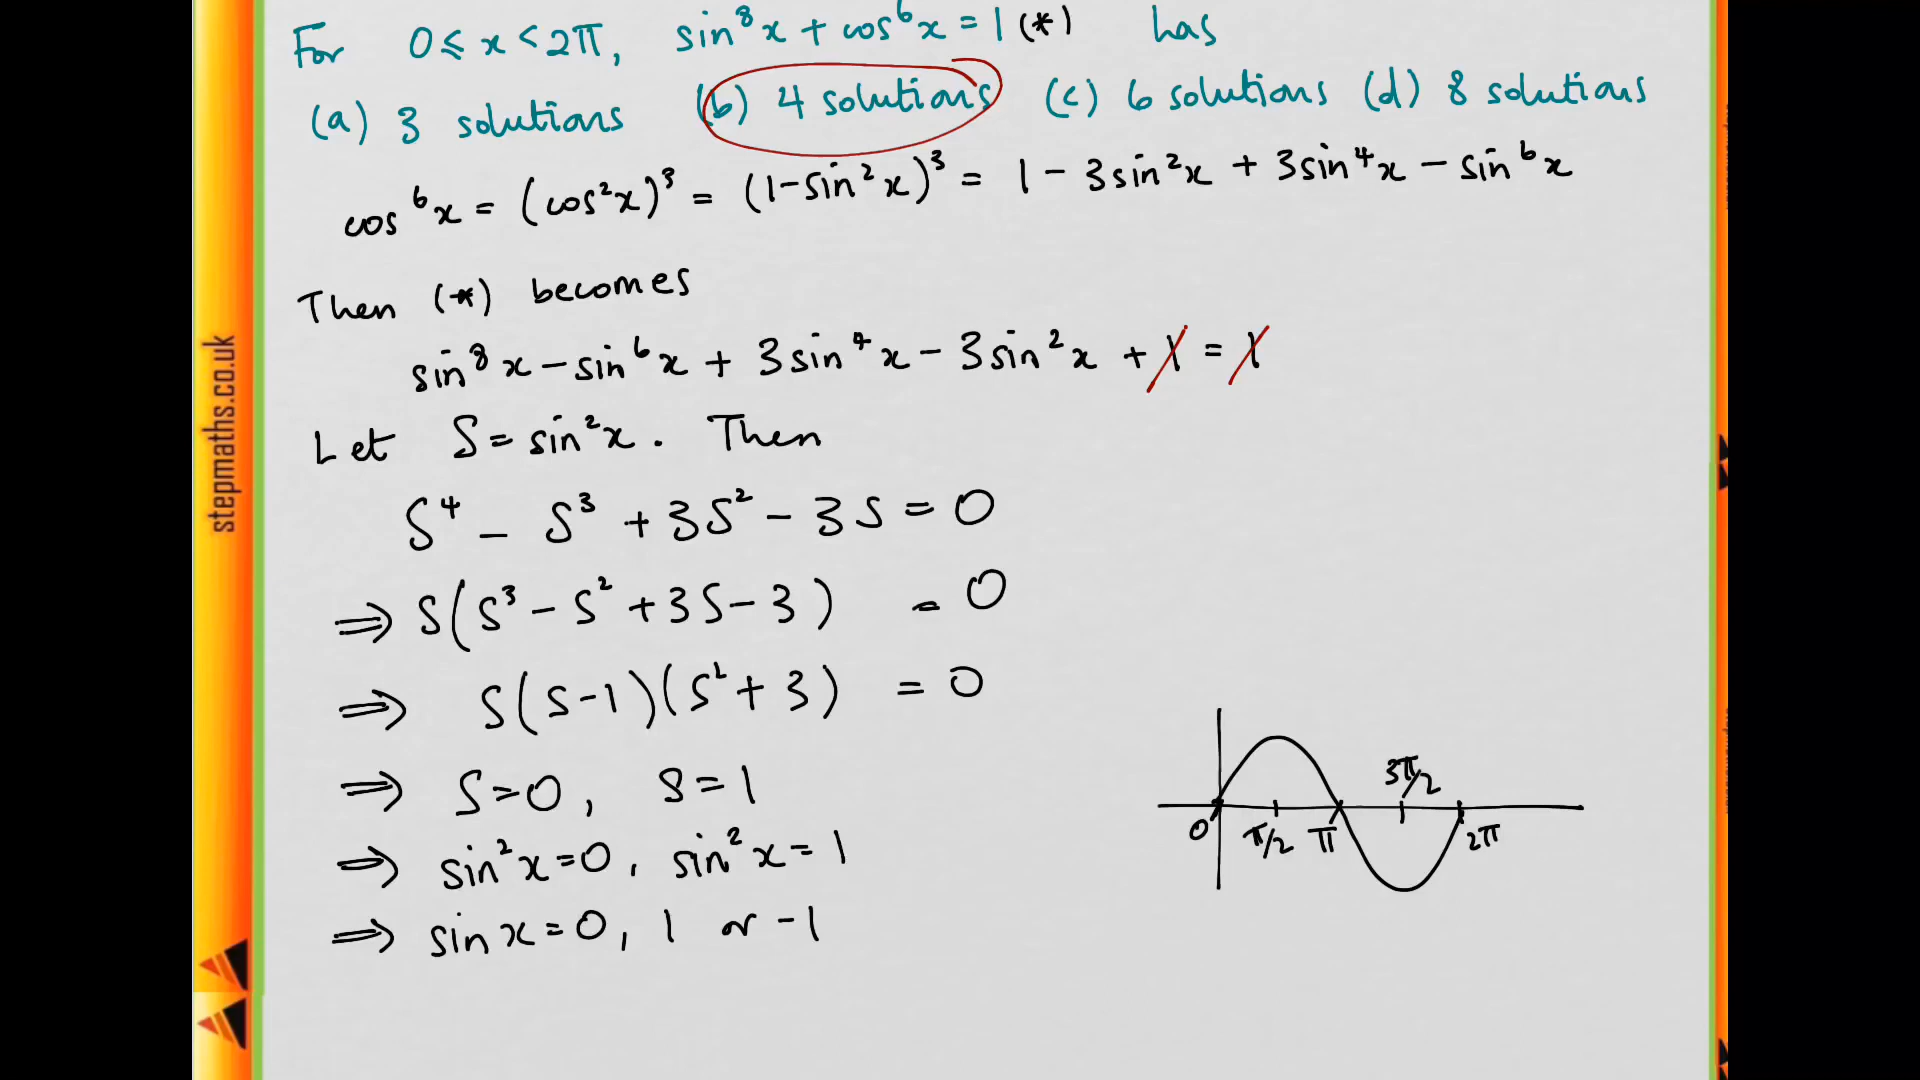 For 0 ≤ x < 2π, sin⁸x + cos⁶x = 1 (*) has
(a) 3 solutions (b) 4 solutions (c) 6 solutions (d) 8 solutions
cos⁶x = (cos²x)³ = (1-sin²x)³ = 1 - 3sin²x + 3sin⁴x - sin⁶x
Then (*) becomes
sin⁸x - sin⁶x + 3sin⁴x - 3sin²x + 1 = 1
Let S = sin²x. Then
S⁴ - S³ + 3S² - 3S = 0
⇒ S(S³ - S² + 3S - 3) = 0
⇒ S(S-1)(S² + 3) = 0
⇒ S=0, S=1
⇒ sin²x=0, sin²x=1
⇒ sin x=0, 1 or -1
0 π/2 π 3π/2 2π
stepmaths.co.uk